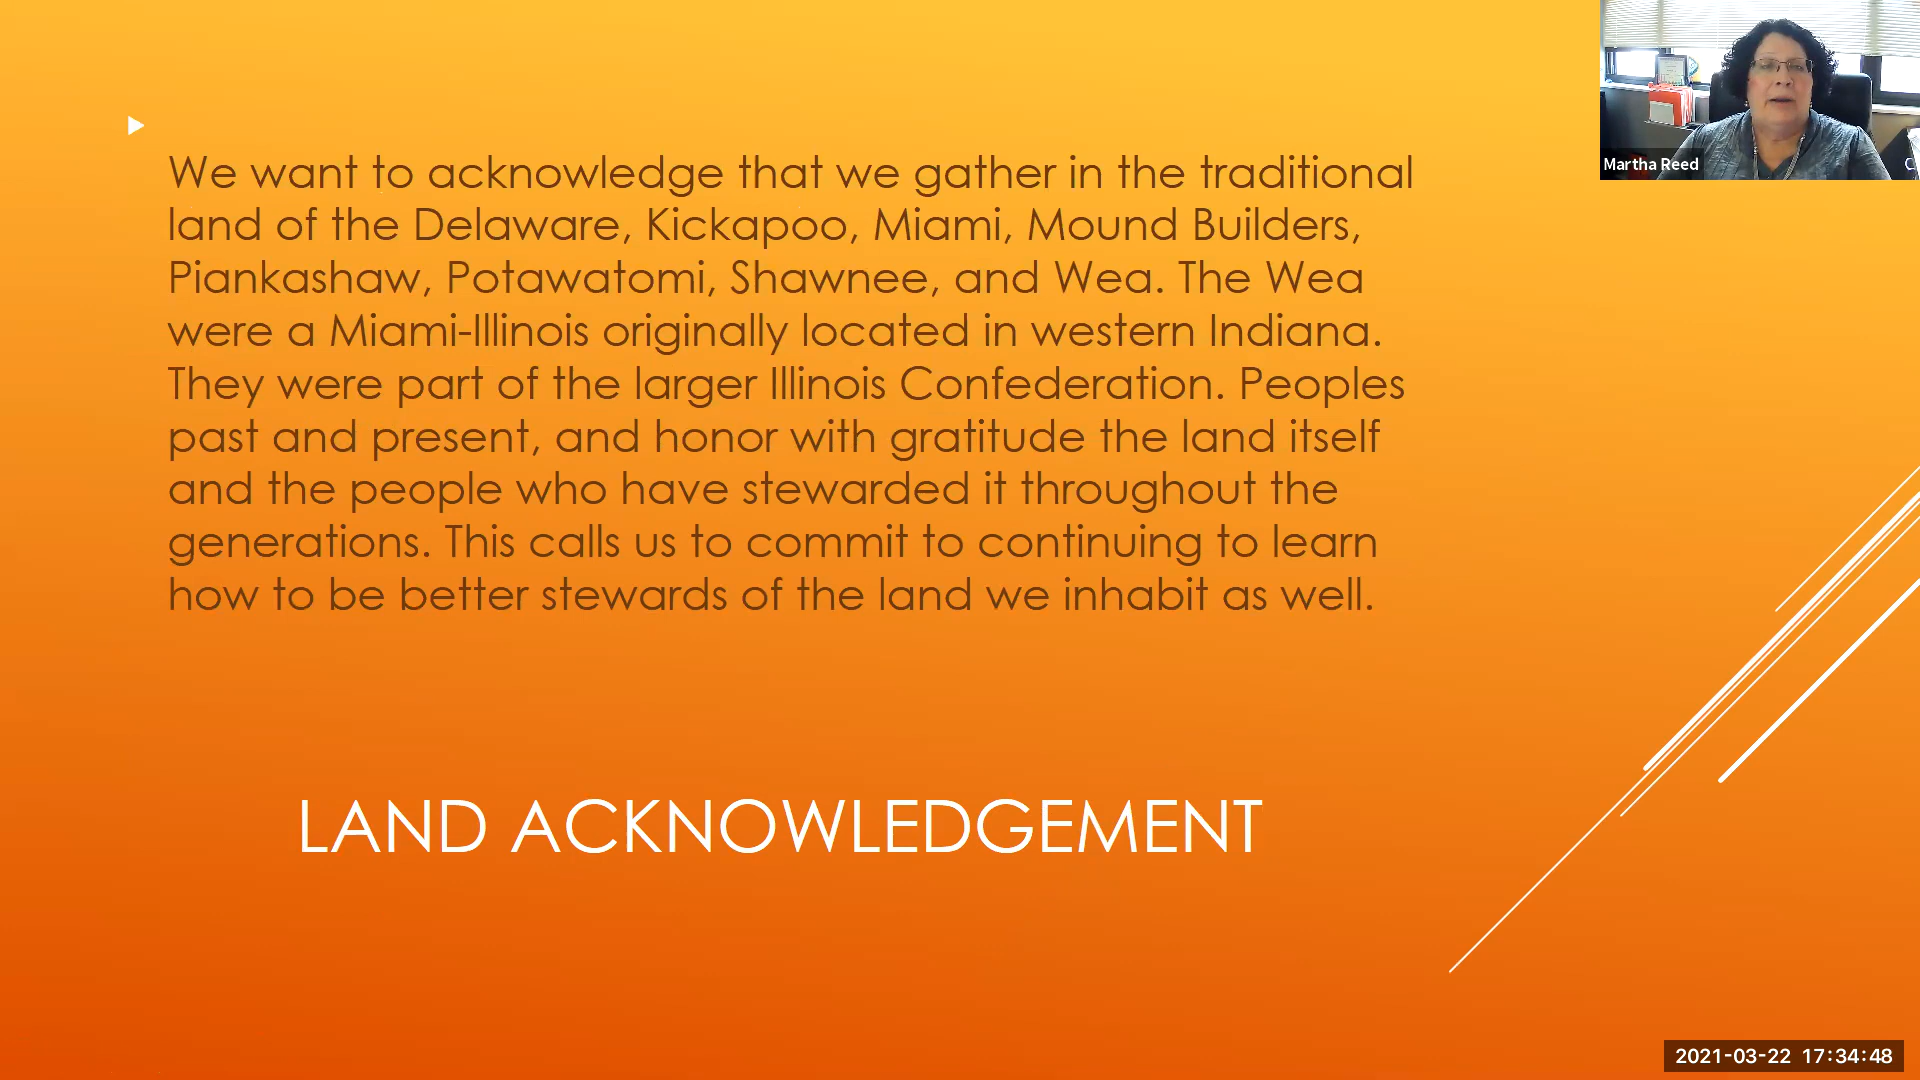 We want to acknowledge that we gather in the traditional
land of the Delaware, Kickapoo, Miami, Mound Builders,
Piankashaw, Potawatomi, Shawnee, and Wea. The Wea
were a Miami-Illinois originally located in western Indiana.
They were part of the larger Illinois Confederation. Peoples
past and present, and honor with gratitude the land itself
and the people who have stewarded it throughout the
generations. This calls us to commit to continuing to learn
how to be better stewards of the land we inhabit as well.
LAND ACKNOWLEDGEMENT
Martha Reed
C
2021-03-22 17:34:48